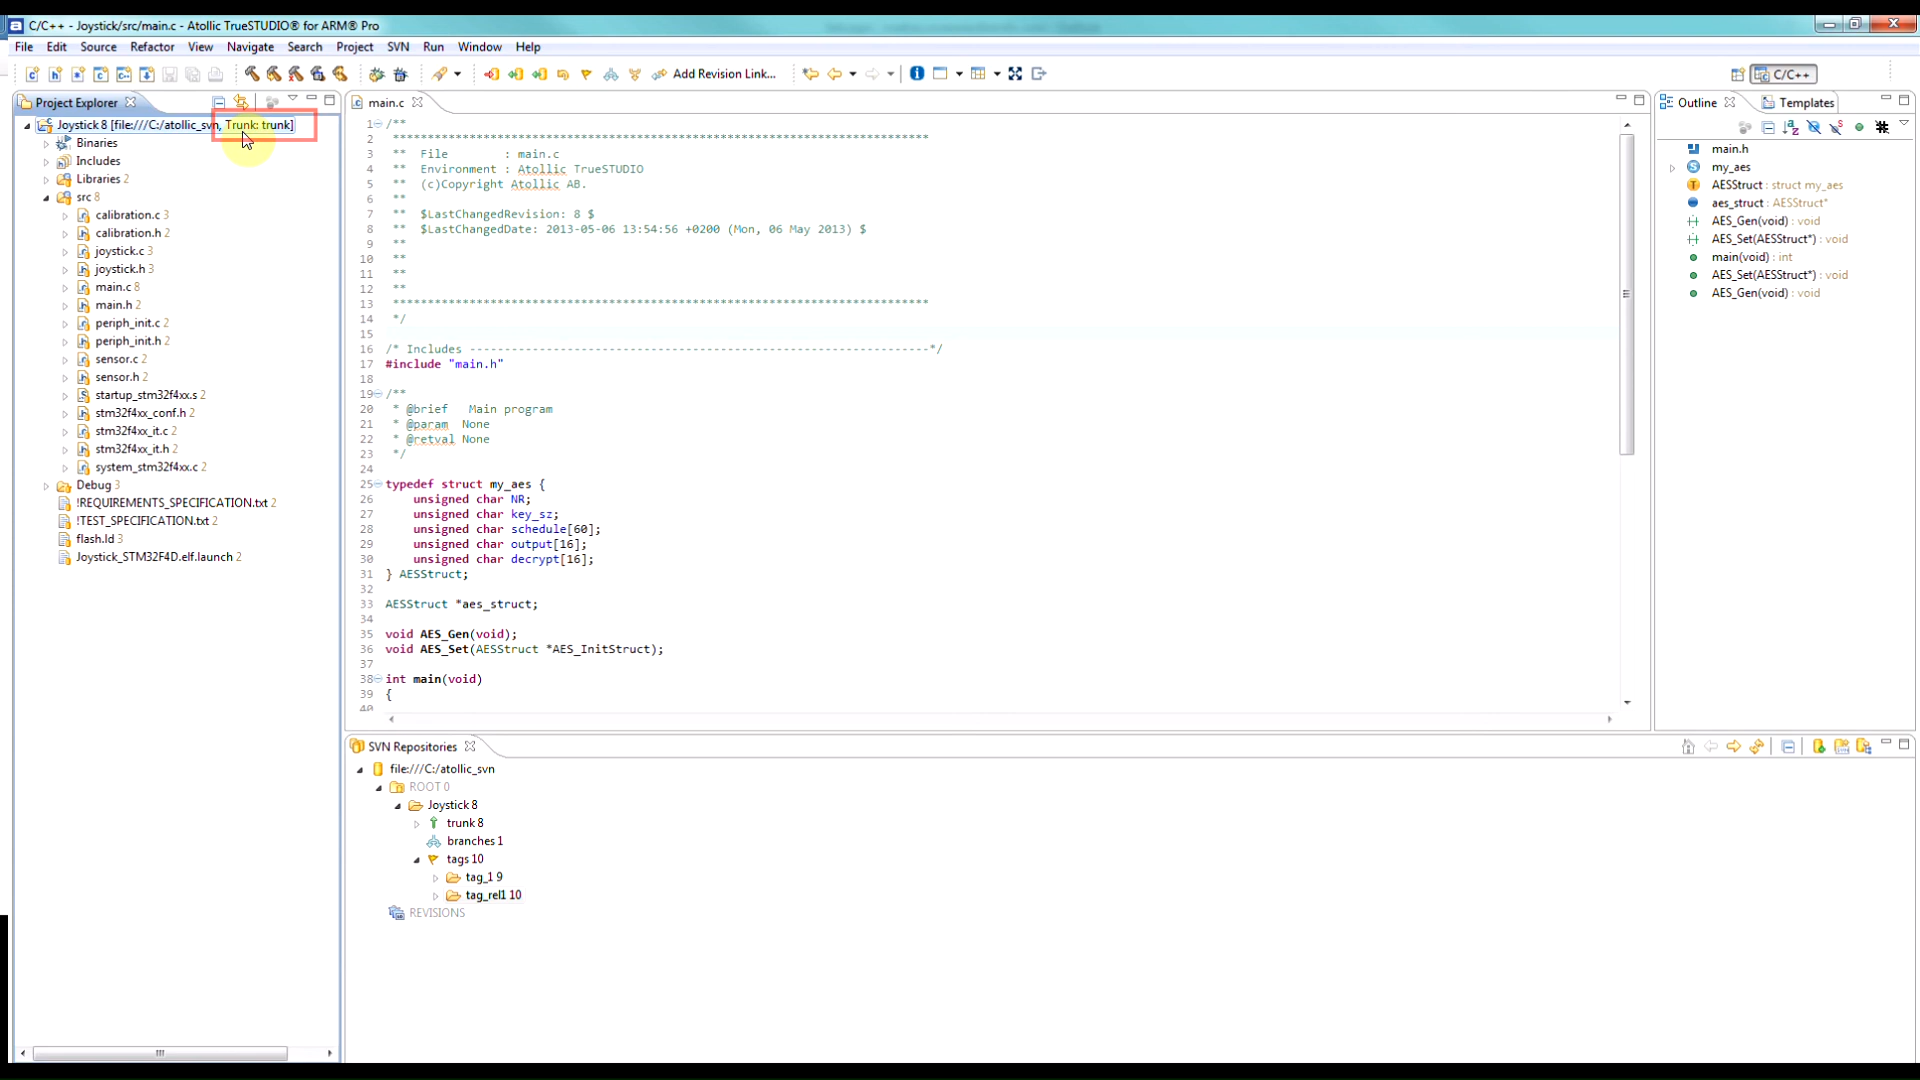 C/C++ - Joystick/src/main.c - Atollic TrueSTUDIO® for ARM® Pro
File Edit Source Refactor View Navigate Search Project SVN Run Window Help
Add Revision Link...
C/C++
Project Explorer
Joystick 8 [file:///C:/atollic_svn, Trunk: trunk]
Binaries
Includes
Libraries 2
src 8
calibration.c 3
calibration.h 2
joystick.c 3
joystick.h 3
main.c 8
main.h 2
periph_init.c 2
periph_init.h 2
sensor.c 2
sensor.h 2
startup_stm32f4xx.s 2
stm32f4xx_conf.h 2
stm32f4xx_it.c 2
stm32f4xx_it.h 2
system_stm32f4xx.c 2
Debug 3
!REQUIREMENTS_SPECIFICATION.txt 2
!TEST_SPECIFICATION.txt 2
flash.ld 3
Joystick_STM32F4D.elf.launch 2
main.c
1 /**
2 ******************************************************************************
3 ** File : main.c
4 ** Environment : Atollic TrueSTUDIO
5 ** (c)Copyright Atollic AB.
6 **
7 ** $LastChangedRevision: 8 $
8 ** $LastChangedDate: 2013-05-06 13:54:56 +0200 (Mon, 06 May 2013) $
9 **
10 **
11 **
12 **
13 ******************************************************************************
14 */
15
16 /* Includes ------------------------------------------------------------------*/
17 #include "main.h"
18
19 /**
20 * @brief Main program
21 * @param None
22 * @retval None
23 */
24
25 typedef struct my_aes {
26 unsigned char NR;
27 unsigned char key_sz;
28 unsigned char schedule[60];
29 unsigned char output[16];
30 unsigned char decrypt[16];
31 } AESStruct;
32
33 AESStruct *aes_struct;
34
35 void AES_Gen(void);
36 void AES_Set(AESStruct *AES_InitStruct);
37
38 int main(void)
39 {
40
Outline Templates
main.h
my_aes
AESStruct : struct my_aes
aes_struct : AESStruct*
AES_Gen(void) : void
AES_Set(AESStruct*) : void
main(void) : int
AES_Set(AESStruct*) : void
AES_Gen(void) : void
SVN Repositories
file:///C:/atollic_svn
ROOT 0
Joystick 8
trunk 8
branches 1
tags 10
tag_1 9
tag_rel1 10
REVISIONS